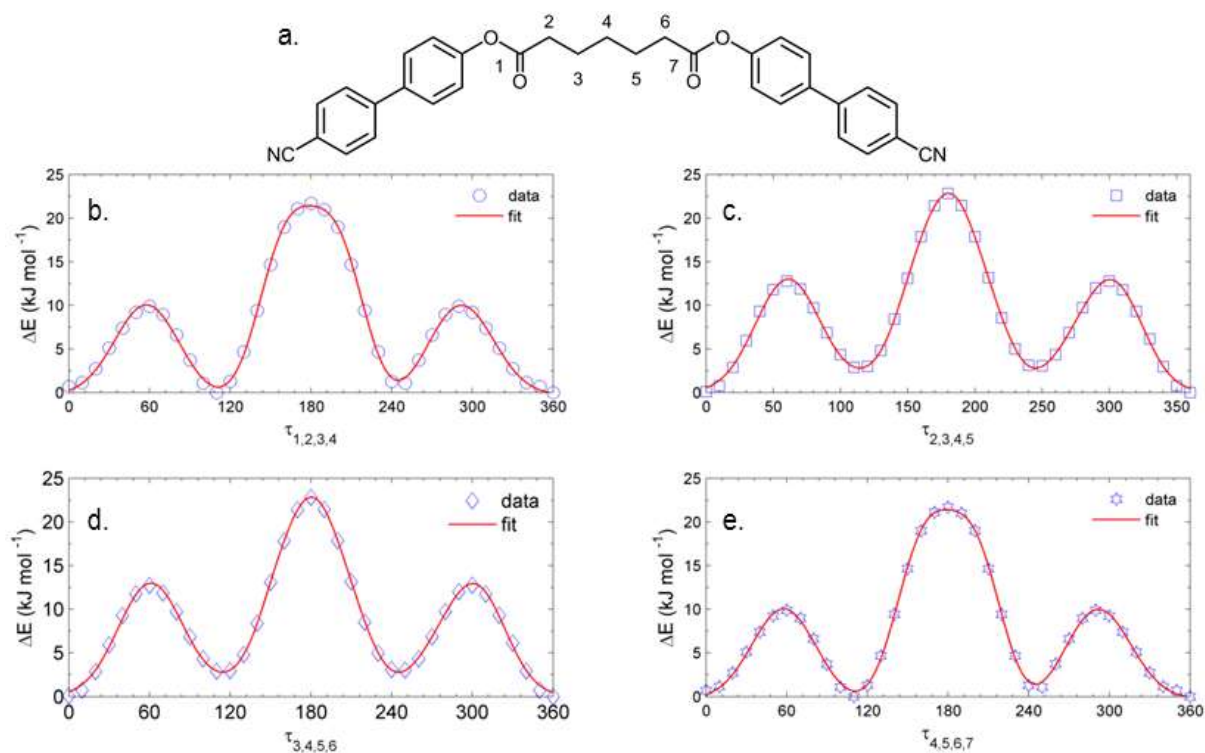 a.
2 4 6
O O
1 3 5 7
O O
NC CN
b.
data
fit
ΔE (kJ mol -1)
25
20
15
10
5
0
0 60 120 180 240 300 360
τ1,2,3,4
c.
data
fit
ΔE (kJ mol -1)
25
20
15
10
5
0
0 50 100 150 200 250 300 350
τ2,3,4,5
d.
data
fit
ΔE (kJ mol -1)
25
20
15
10
5
0
0 60 120 180 240 300 360
τ3,4,5,6
e.
data
fit
ΔE (kJ mol -1)
25
20
15
10
5
0
0 60 120 180 240 300 360
τ4,5,6,7